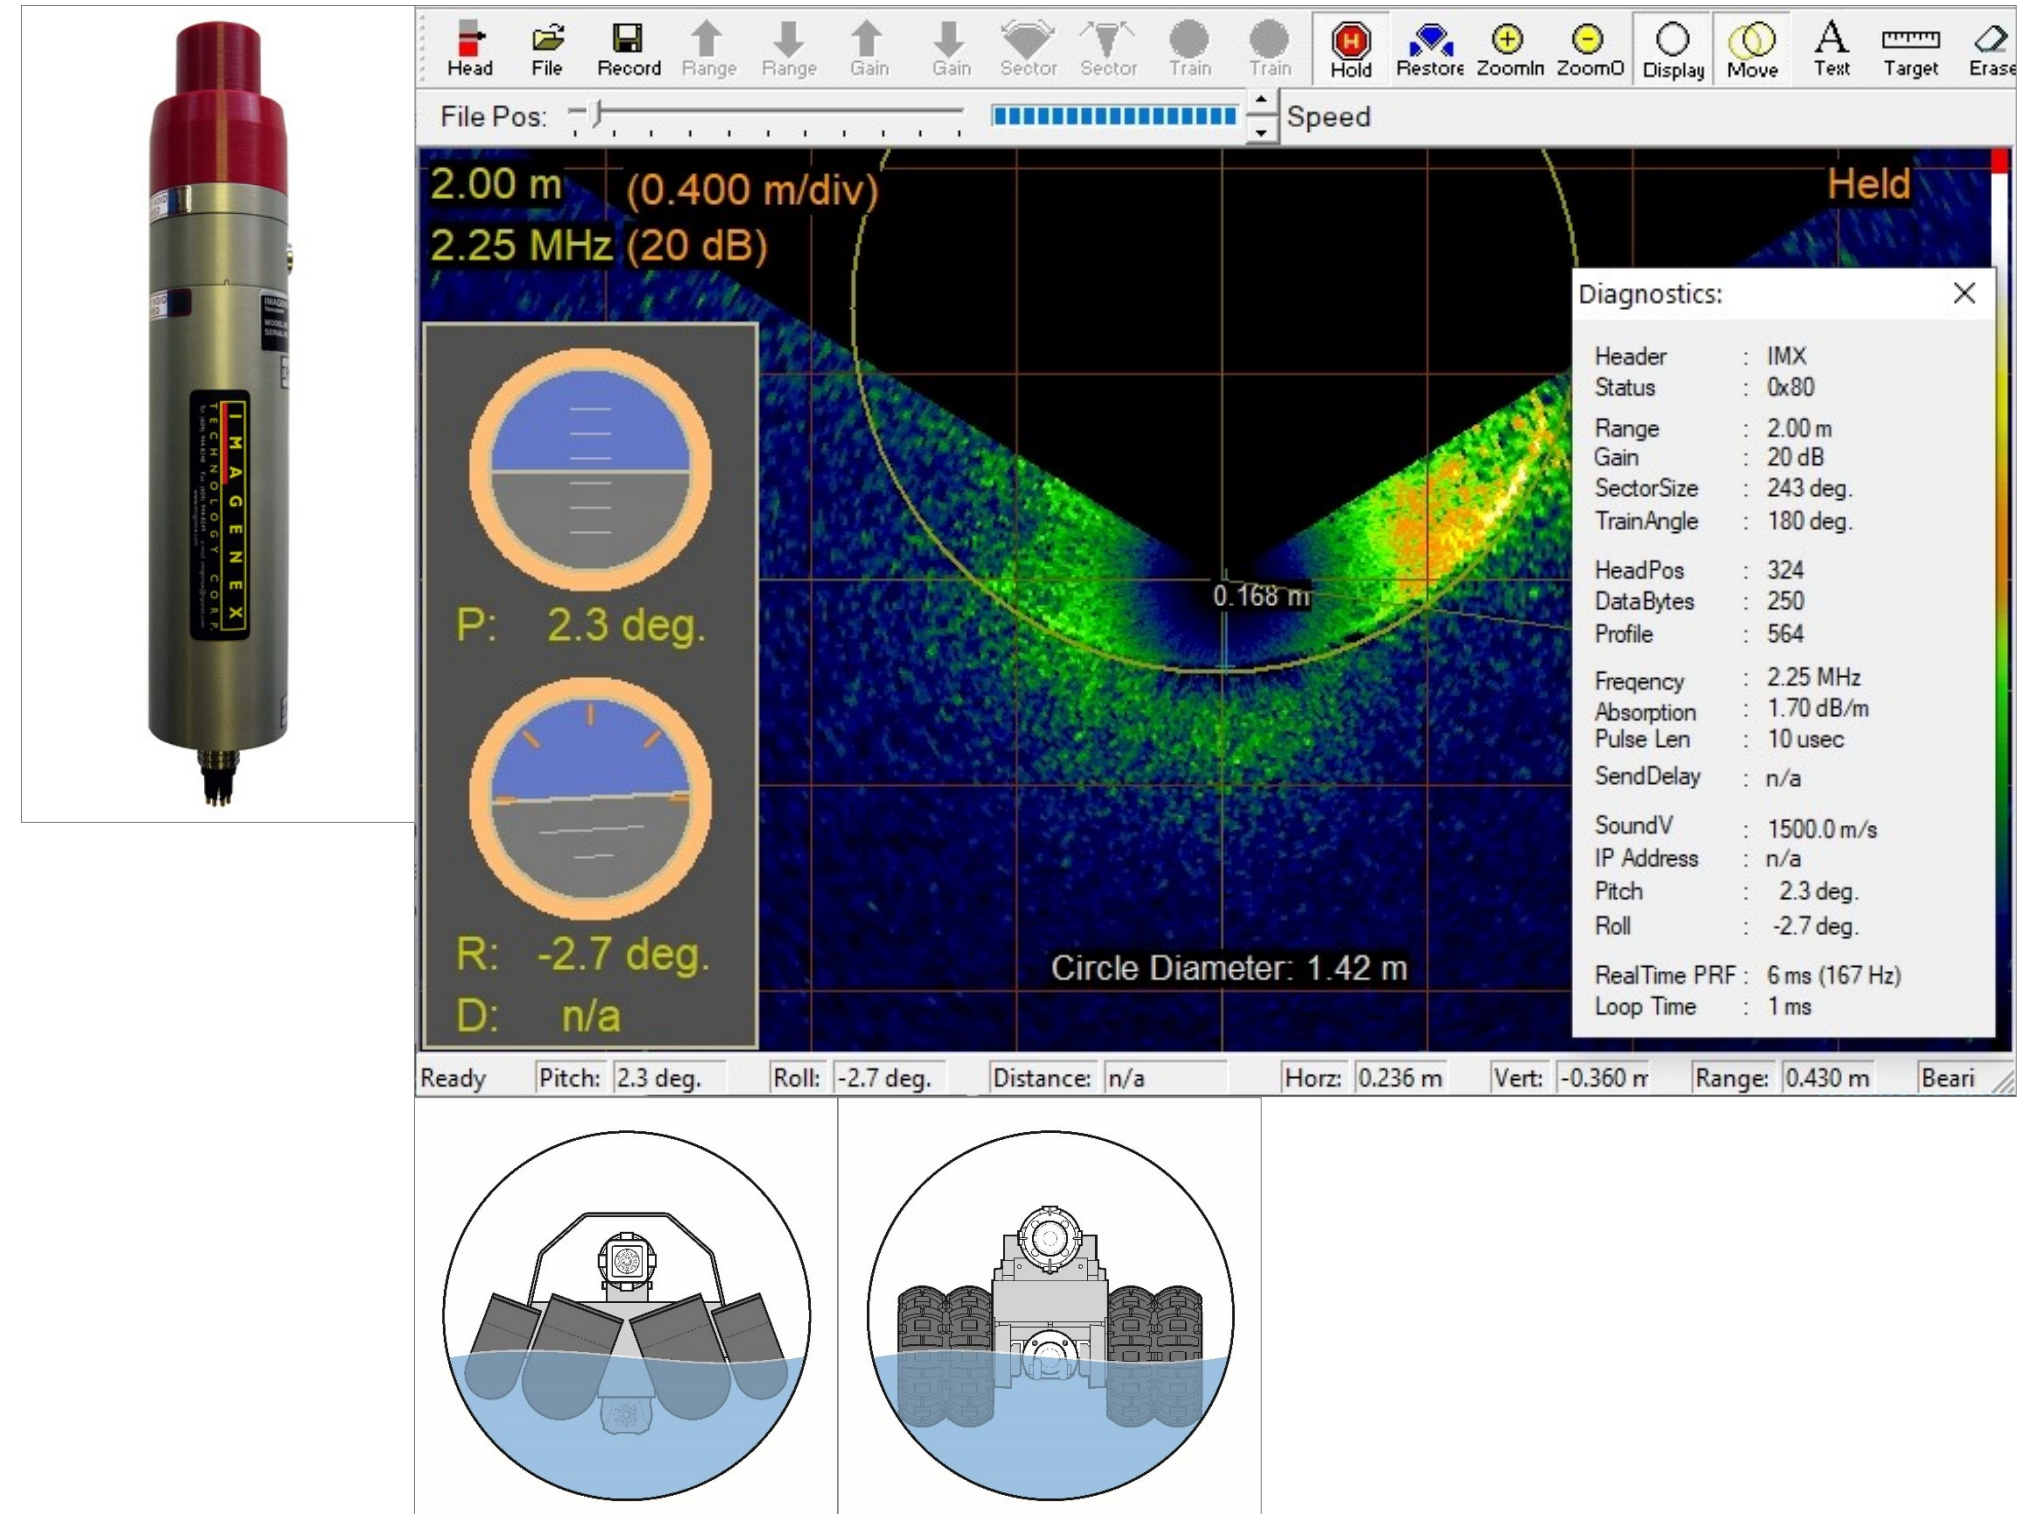 IMAGENEX
TECHNOLOGY CORP.
Head File Record Range Range Gain Gain Sector Sector Train Train Hold Restore ZoomIn ZoomO Display Move Text Target Erase
File Pos: Speed
2.00 m (0.400 m/div) Held
2.25 MHz (20 dB)
P: 2.3 deg.
R: -2.7 deg.
D: n/a
0.168 m
Circle Diameter: 1.42 m
Diagnostics:
Header : IMX
Status : 0x80
Range : 2.00 m
Gain : 20 dB
SectorSize : 243 deg.
TrainAngle : 180 deg.
HeadPos : 324
DataBytes : 250
Profile : 564
Freqency : 2.25 MHz
Absorption : 1.70 dB/m
Pulse Len : 10 usec
SendDelay : n/a
SoundV : 1500.0 m/s
IP Address : n/a
Pitch : 2.3 deg.
Roll : -2.7 deg.
RealTime PRF : 6 ms (167 Hz)
Loop Time : 1 ms
Ready Pitch: 2.3 deg. Roll: -2.7 deg. Distance: n/a Horz: 0.236 m Vert: -0.360 m Range: 0.430 m Beari